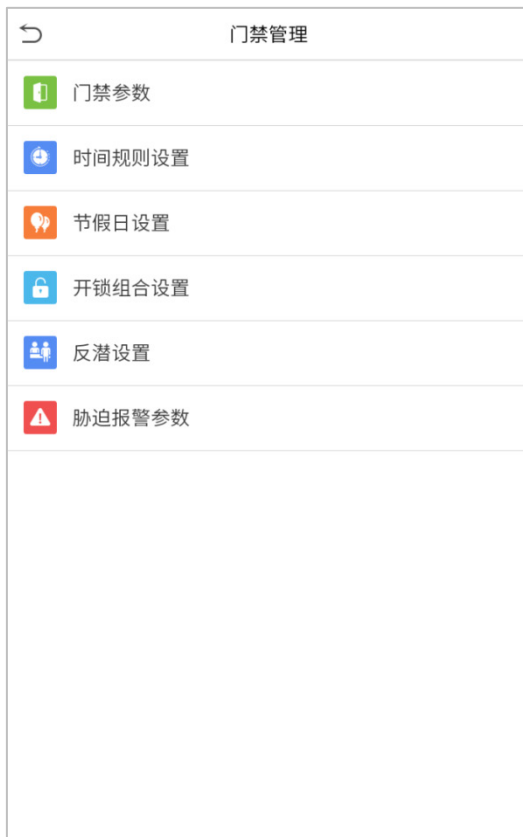 门禁管理
门禁参数
时间规则设置
节假日设置
开锁组合设置
反潜设置
胁迫报警参数